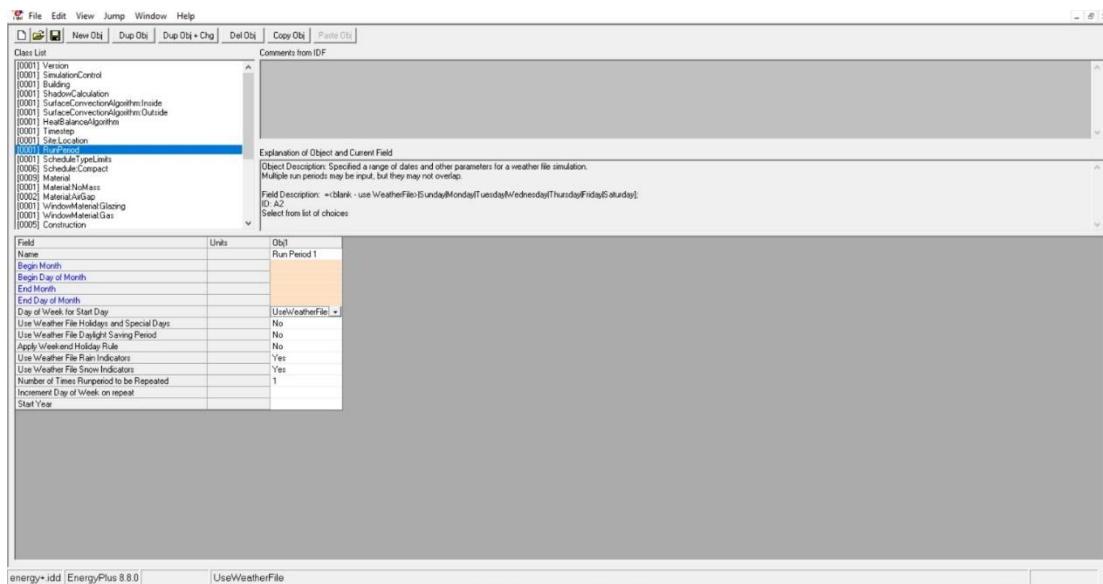 File Edit View Jump Window Help
New Obj Dup Obj Dup Obj + Chg Del Obj Copy Obj Paste Obj
Class List
Comments from IDF
[0001] Version
[0001] SimulationControl
[0001] Building
[0001] ShadowCalculation
[0001] SurfaceConvectionAlgorithm:Inside
[0001] SurfaceConvectionAlgorithm:Outside
[0001] HeatBalanceAlgorithm
[0001] Timestep
[0001] Site:Location
[0001] RunPeriod
[0001] ScheduleTypeLimits
[0006] Schedule:Compact
[0009] Material
[0001] Material:NoMass
[0002] Material:AirGap
[0001] WindowMaterial:Glazing
[0001] WindowMaterial:Gas
[0005] Construction
Explanation of Object and Current Field
Object Description: Specified a range of dates and other parameters for a weather file simulation.
Multiple run periods may be input, but they may not overlap.
Field Description: =<blank - use WeatherFile>|Sunday|Monday|Tuesday|Wednesday|Thursday|Friday|Saturday];
ID: A2
Select from list of choices
Field Units Obj1
Name Run Period 1
Begin Month
Begin Day of Month
End Month
End Day of Month
Day of Week for Start Day UseWeatherFile
Use Weather File Holidays and Special Days No
Use Weather File Daylight Saving Period No
Apply Weekend Holiday Rule No
Use Weather File Rain Indicators Yes
Use Weather File Snow Indicators Yes
Number of Times Runperiod to be Repeated 1
Increment Day of Week on repeat
Start Year
energy+.idd EnergyPlus 8.8.0 UseWeatherFile